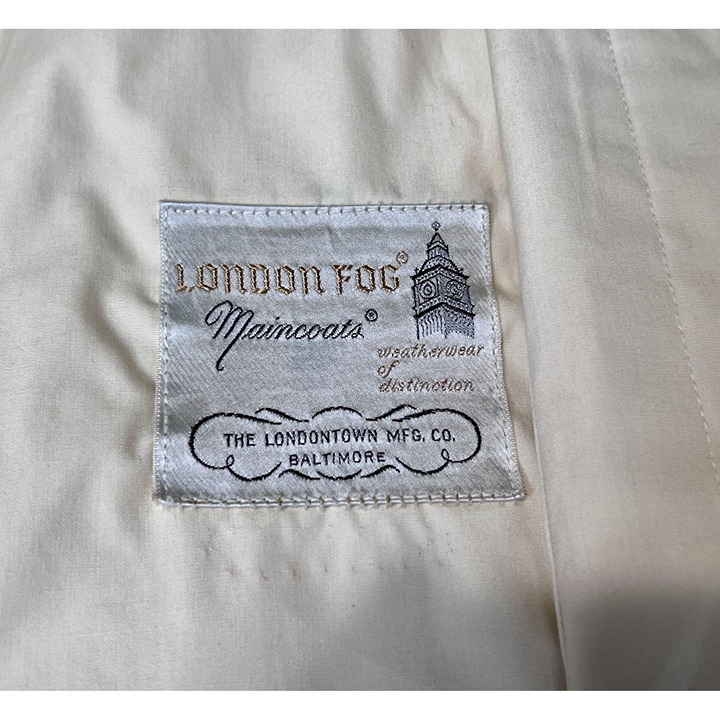 LONDON FOG®
Maincoats®
weatherwear
of
distinction
THE LONDONTOWN MFG. CO.
BALTIMORE